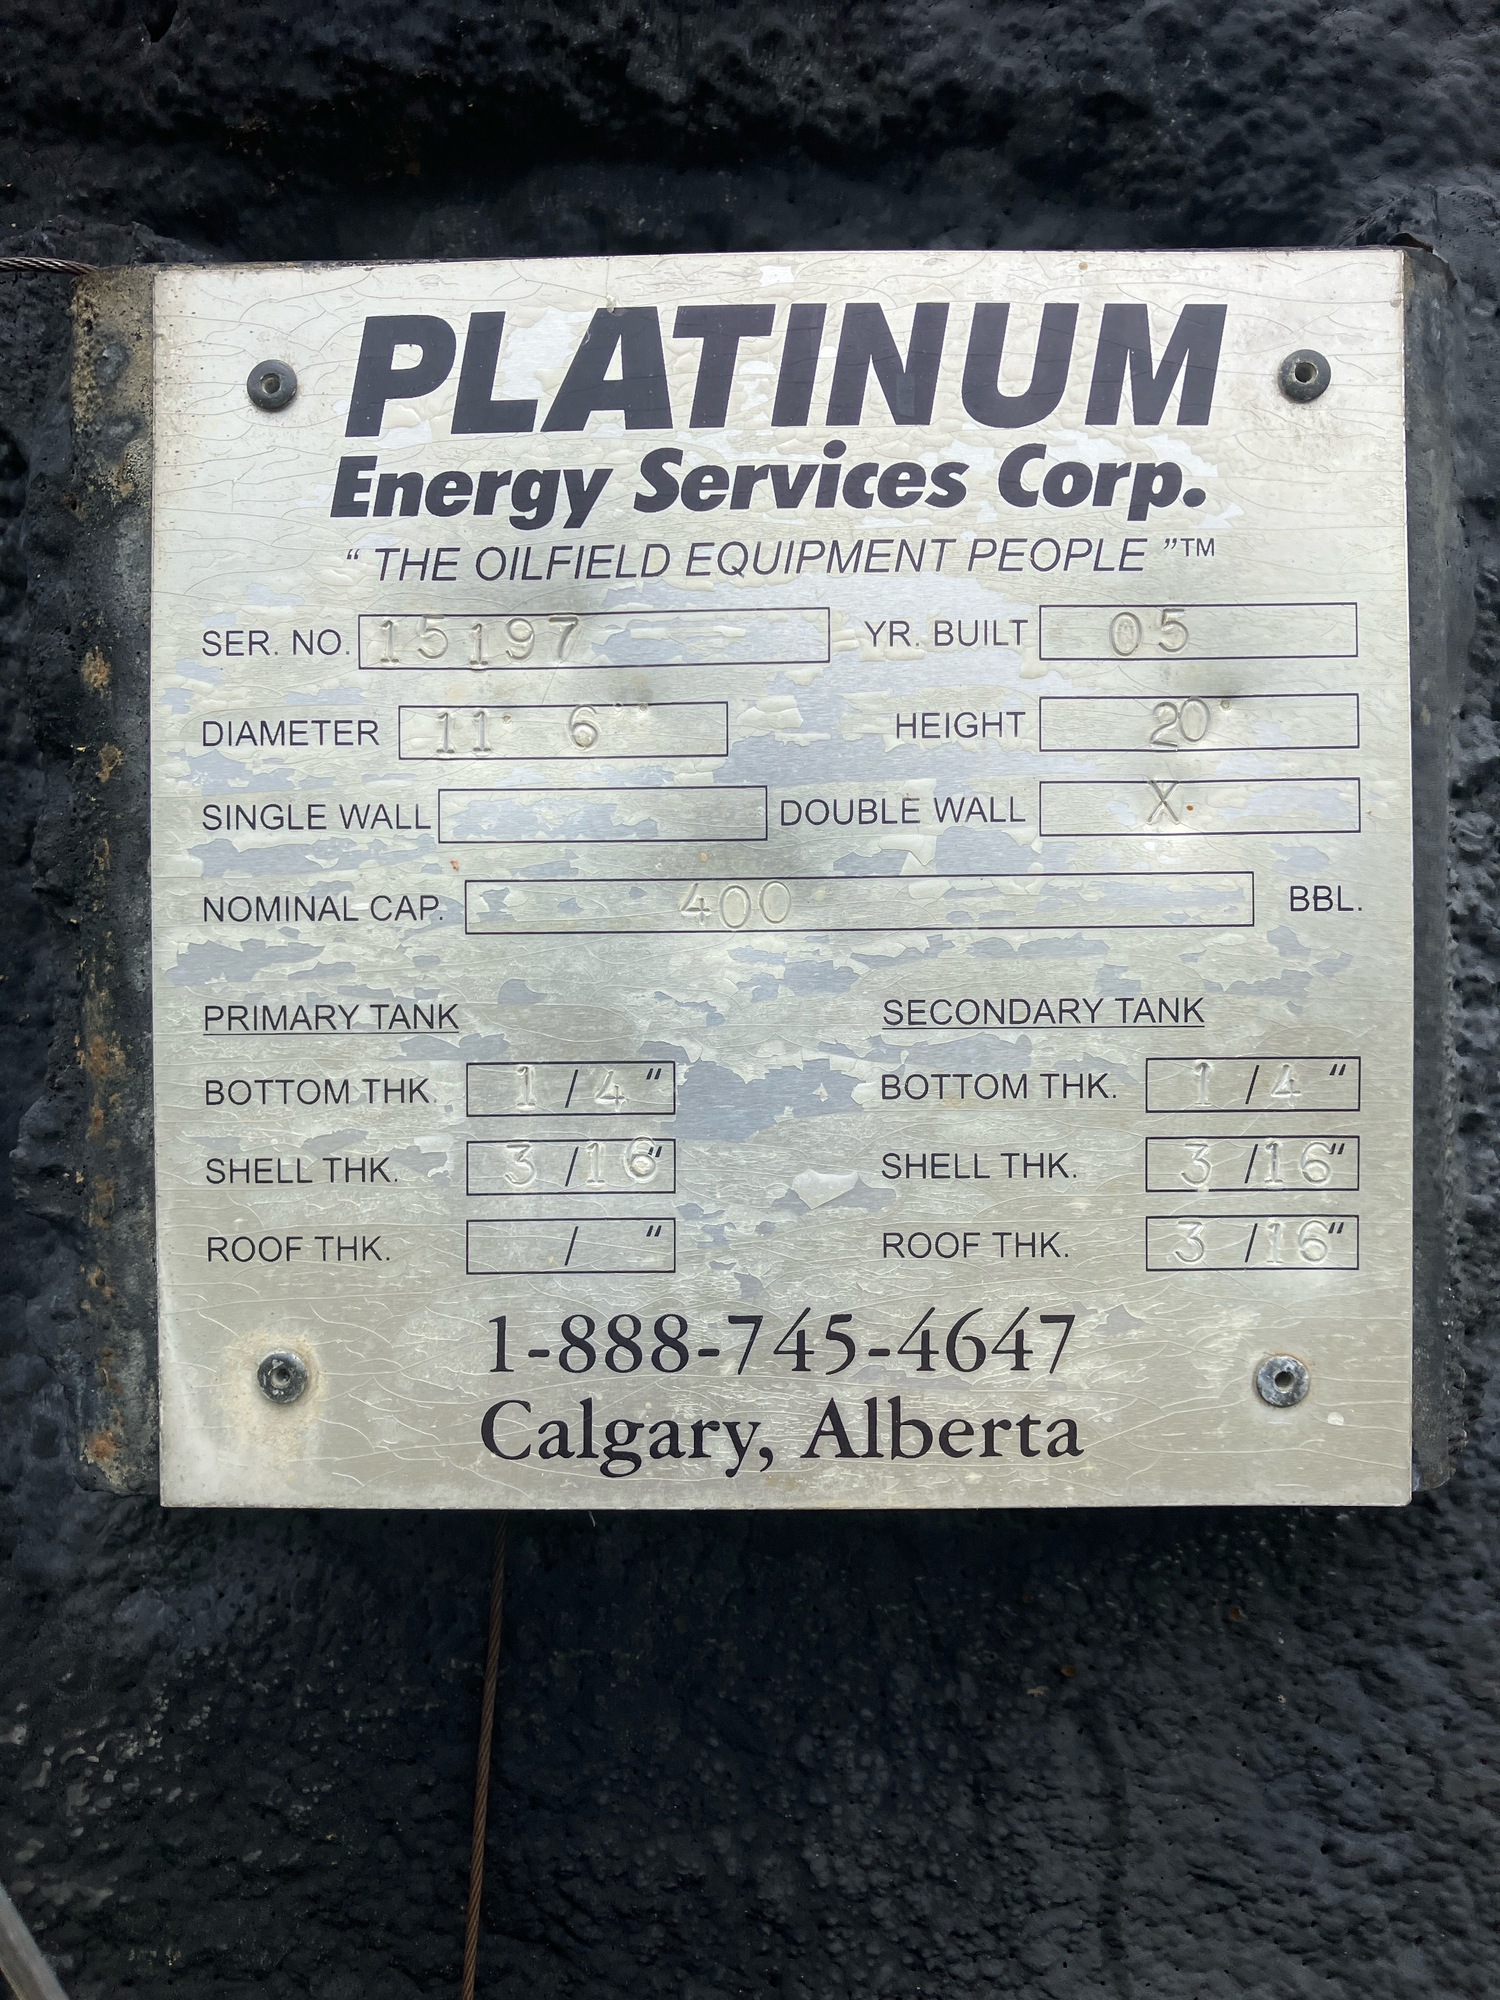 PLATINUM
Energy Services Corp.
“ THE OILFIELD EQUIPMENT PEOPLE ”™
SER. NO. 15197 YR. BUILT 05
DIAMETER 11' 6" HEIGHT 20'
SINGLE WALL DOUBLE WALL X
NOMINAL CAP. 400 BBL.
PRIMARY TANK SECONDARY TANK
BOTTOM THK. 1/4" BOTTOM THK. 1/4"
SHELL THK. 3/16" SHELL THK. 3/16"
ROOF THK. / " ROOF THK. 3/16"
1-888-745-4647
Calgary, Alberta